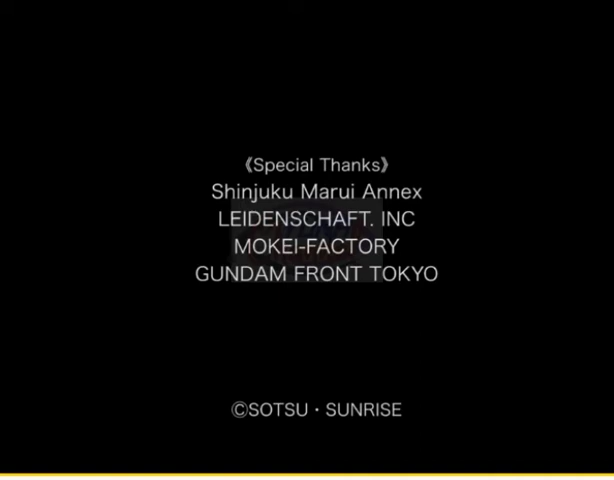 《Special Thanks》
Shinjuku Marui Annex
LEIDENSCHAFT. INC
MOKEI-FACTORY
GUNDAM FRONT TOKYO
©SOTSU・SUNRISE